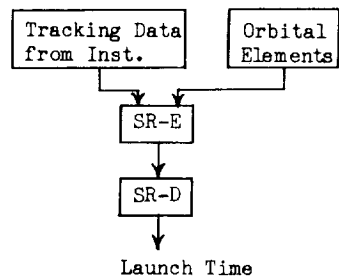 Tracking Data
from Inst.
Orbital
Elements
SR-E
SR-D
Launch Time